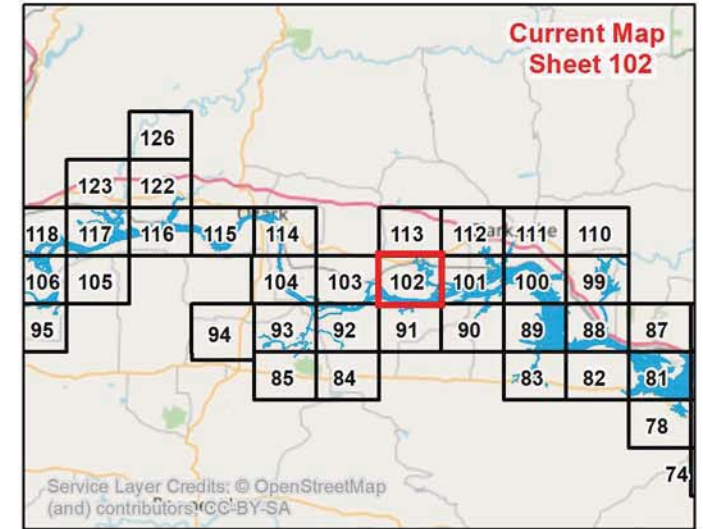 Current Map
Sheet 102
126
123 122
118 117 116 115 114 113 112 111 110
106 105 104 103 102 101 100 99
95 94 93 92 91 90 89 88 87
85 84 83 82 81
78
74
Service Layer Credits: © OpenStreetMap
(and) contributors, CC-BY-SA